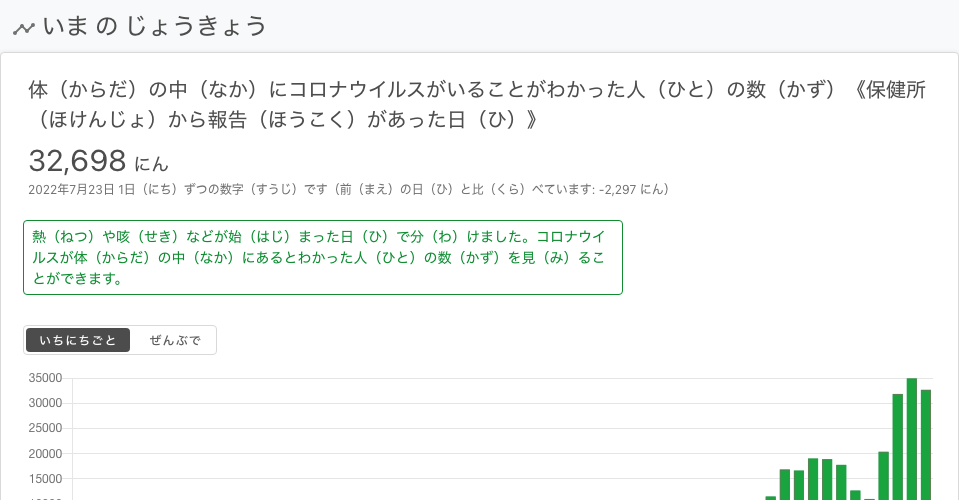 いま の じょうきょう
体（からだ）の中（なか）にコロナウイルスがいることがわかった人（ひと）の数（かず）《保健所
（ほけんじょ）から報告（ほうこく）があった日（ひ）》
32,698 にん
2022年7月23日 1日（にち）ずつの数字（すうじ）です（前（まえ）の日（ひ）と比（くら）べています: -2,297 にん）
熱（ねつ）や咳（せき）などが始（はじ）まった日（ひ）で分（わ）けました。コロナウイ
ルスが体（からだ）の中（なか）にあるとわかった人（ひと）の数（かず）を見（み）るこ
とができます。
いちにちごと ぜんぶで
35000
30000
25000
20000
15000